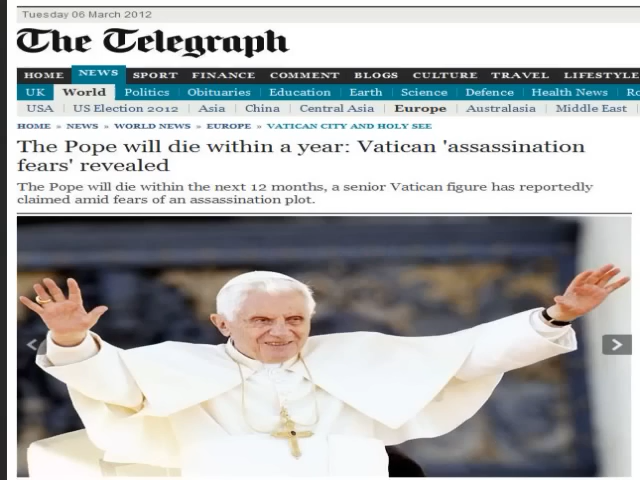 Tuesday 06 March 2012
The Telegraph
HOME NEWS SPORT FINANCE COMMENT BLOGS CULTURE TRAVEL LIFESTYLE
UK World Politics Obituaries Education Earth Science Defence Health News Ro
USA US Election 2012 Asia China Central Asia Europe Australasia Middle East
HOME » NEWS » WORLD NEWS » EUROPE » VATICAN CITY AND HOLY SEE
The Pope will die within a year: Vatican 'assassination
fears' revealed
The Pope will die within the next 12 months, a senior Vatican figure has reportedly
claimed amid fears of an assassination plot.